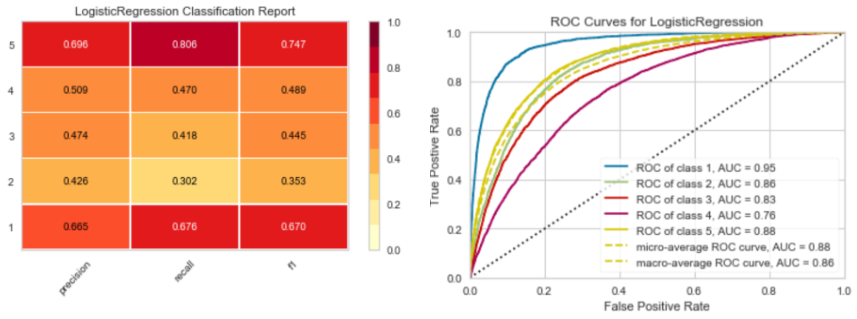 LogisticRegression Classification Report
5 0.696 0.806 0.747
4 0.509 0.470 0.489
3 0.474 0.418 0.445
2 0.426 0.302 0.353
1 0.665 0.676 0.670
precision recall f1
1.0
0.8
0.6
0.4
0.2
0.0
ROC Curves for LogisticRegression
True Postive Rate
1.0
0.8
0.6
0.4
0.2
0.0
ROC of class 1, AUC = 0.95
ROC of class 2, AUC = 0.86
ROC of class 3, AUC = 0.83
ROC of class 4, AUC = 0.76
ROC of class 5, AUC = 0.88
micro-average ROC curve, AUC = 0.88
macro-average ROC curve, AUC = 0.86
0.0 0.2 0.4 0.6 0.8 1.0
False Positive Rate